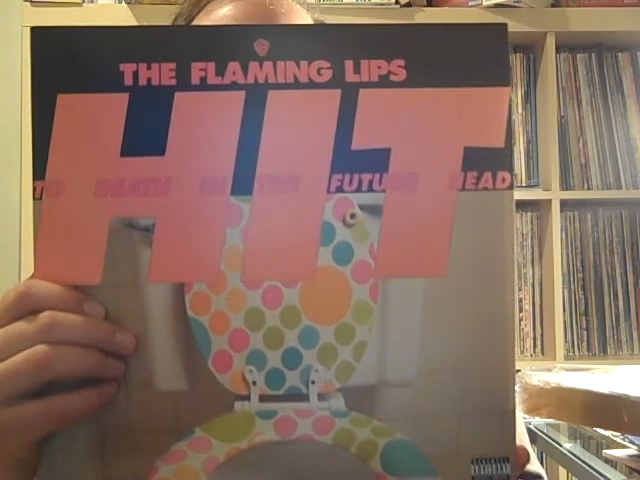 THE FLAMING LIPS
HIT
TO DEATH IN THE FUTURE HEAD